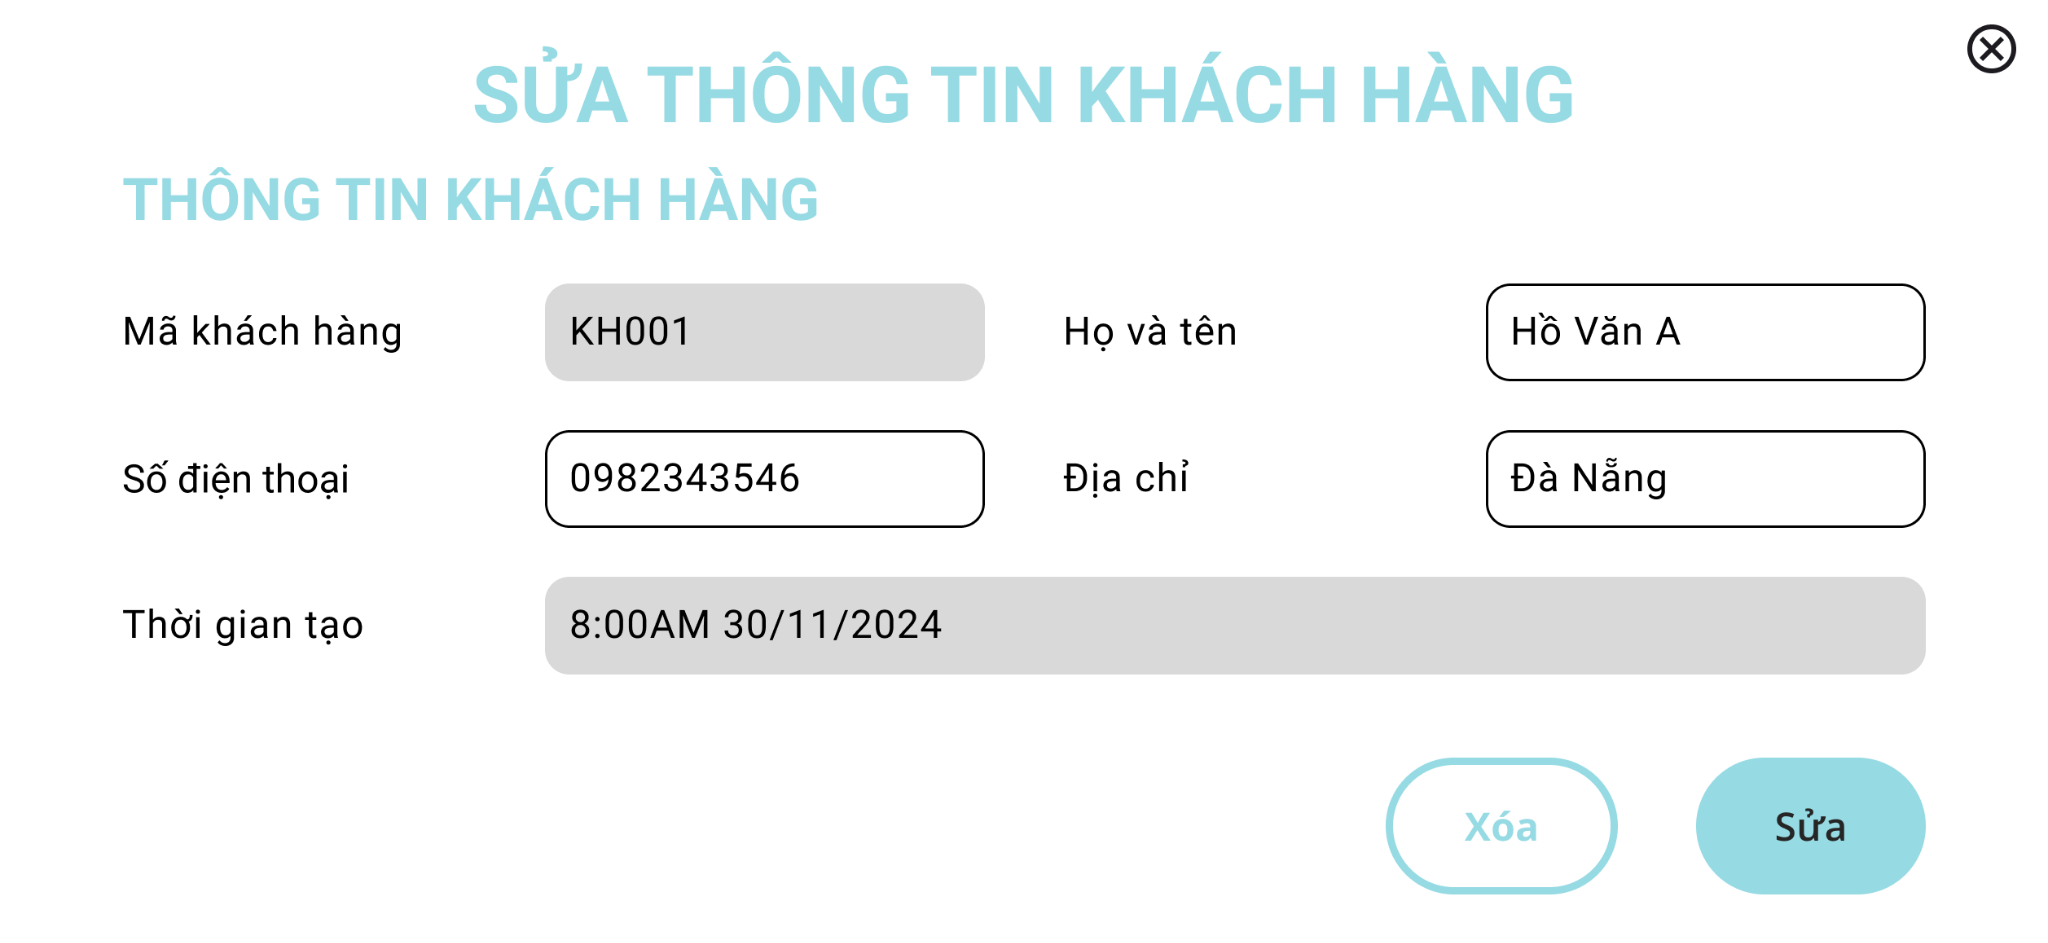 SỬA THÔNG TIN KHÁCH HÀNG
THÔNG TIN KHÁCH HÀNG
Mã khách hàng KH001 Họ và tên Hồ Văn A
Số điện thoại 0982343546 Địa chỉ Đà Nẵng
Thời gian tạo 8:00AM 30/11/2024
Xóa Sửa